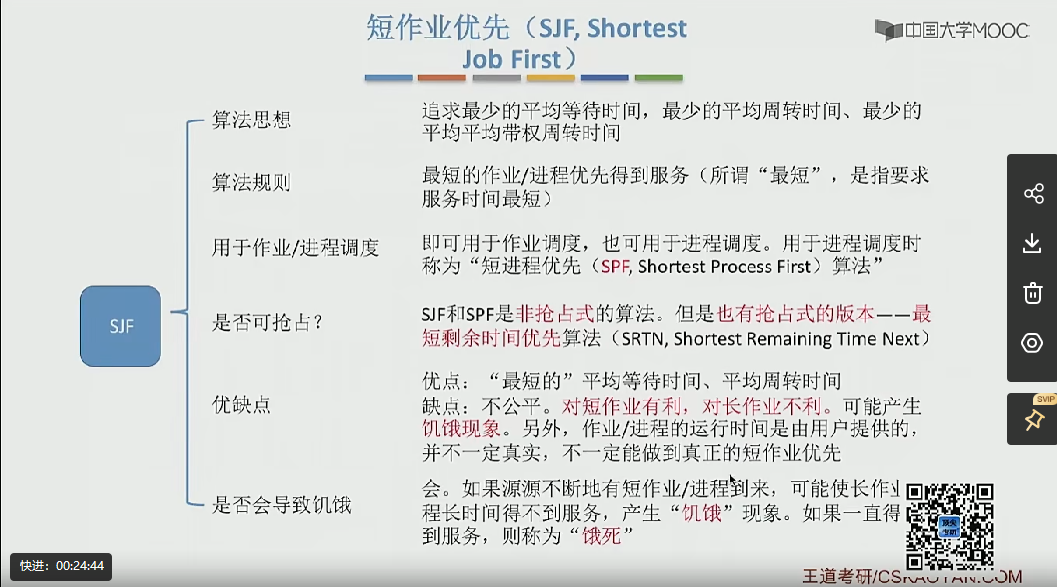 短作业优先（SJF, Shortest
Job First）
中国大学MOOC
算法思想
追求最少的平均等待时间，最少的平均周转时间、最少的
平均平均带权周转时间
算法规则
最短的作业/进程优先得到服务（所谓“最短”，是指要求
服务时间最短）
用于作业/进程调度
即可用于作业调度，也可用于进程调度。用于进程调度时
称为“短进程优先（SPF, Shortest Process First）算法”
SJF
是否可抢占？
SJF和SPF是非抢占式的算法。但是也有抢占式的版本——最
短剩余时间优先算法（SRTN, Shortest Remaining Time Next）
优缺点
优点：“最短的”平均等待时间、平均周转时间
缺点：不公平。对短作业有利，对长作业不利。可能产生
饥饿现象。另外，作业/进程的运行时间是由用户提供的，
并不一定真实，不一定能做到真正的短作业优先
是否会导致饥饿
会。如果源源不断地有短作业/进程到来，可能使长作业
程长时间得不到服务，产生“饥饿”现象。如果一直得
到服务，则称为“饿死”
SVIP
快进：00:24:44
王道考研/CSKAOYAN.COM